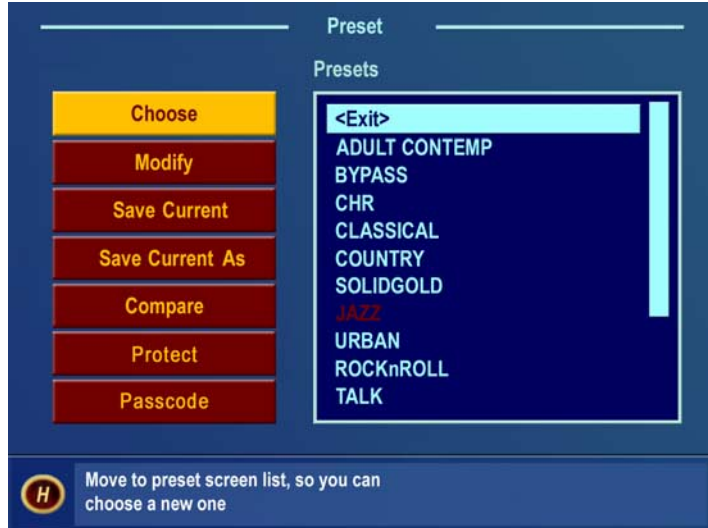 Preset
Presets
Choose
Modify
Save Current
Save Current As
Compare
Protect
Passcode
<Exit>
ADULT CONTEMP
BYPASS
CHR
CLASSICAL
COUNTRY
SOLIDGOLD
JAZZ
URBAN
ROCKnROLL
TALK
H
Move to preset screen list, so you can
choose a new one